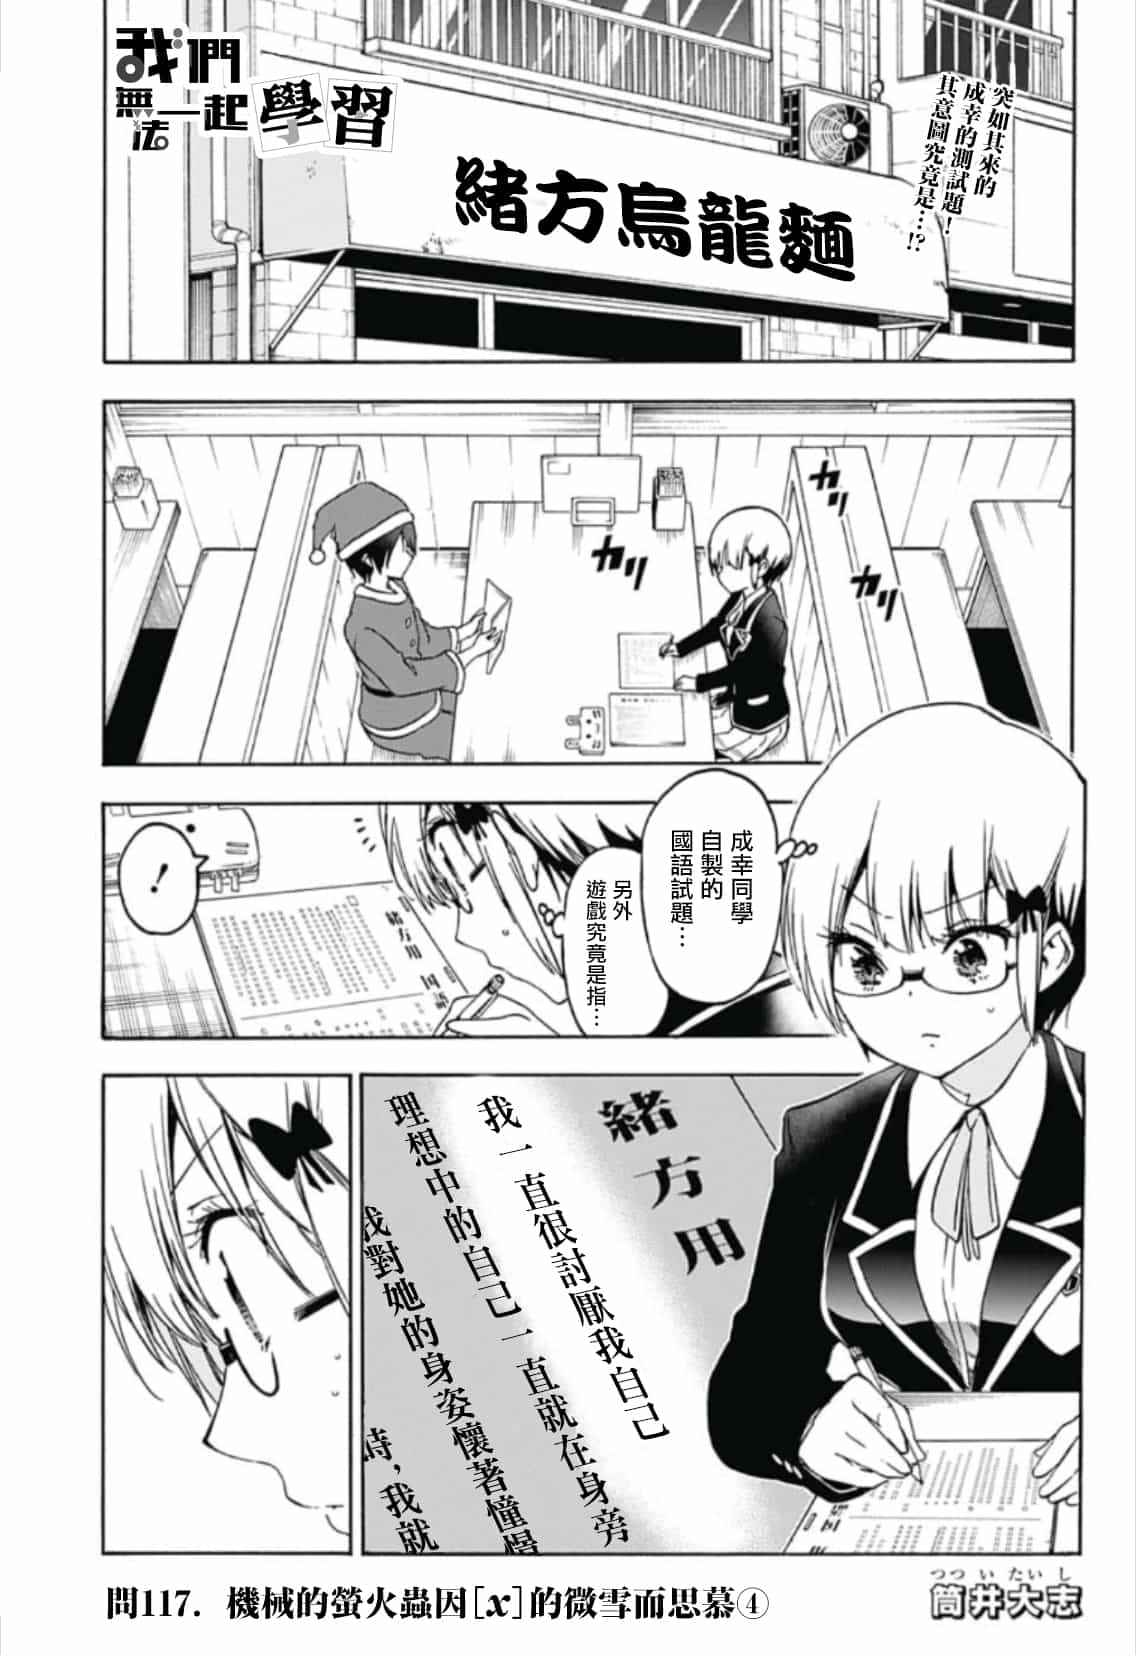 我們
無法一起學習
突如其來的
成幸的測試題！
其意圖究竟是…!?
緒方烏龍麵
カリ
カリ
カリ
成幸同學
自製的
國語試題…
另外
遊戲究竟是指…
！
緒方用 国語
緒方用
我一直很討厭我自己
理想中的自己一直就在身旁
我對她的身姿懷著憧憬
時，我就
問117. 機械的螢火蟲因[x]的微雪而思慕④
つつ い たい し
筒井大志